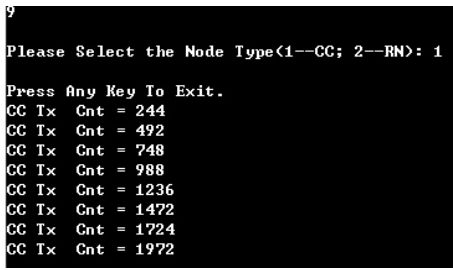 9
Please Select the Node Type(1--CC; 2--RN): 1
Press Any Key To Exit.
CC Tx  Cnt = 244
CC Tx  Cnt = 492
CC Tx  Cnt = 748
CC Tx  Cnt = 988
CC Tx  Cnt = 1236
CC Tx  Cnt = 1472
CC Tx  Cnt = 1724
CC Tx  Cnt = 1972